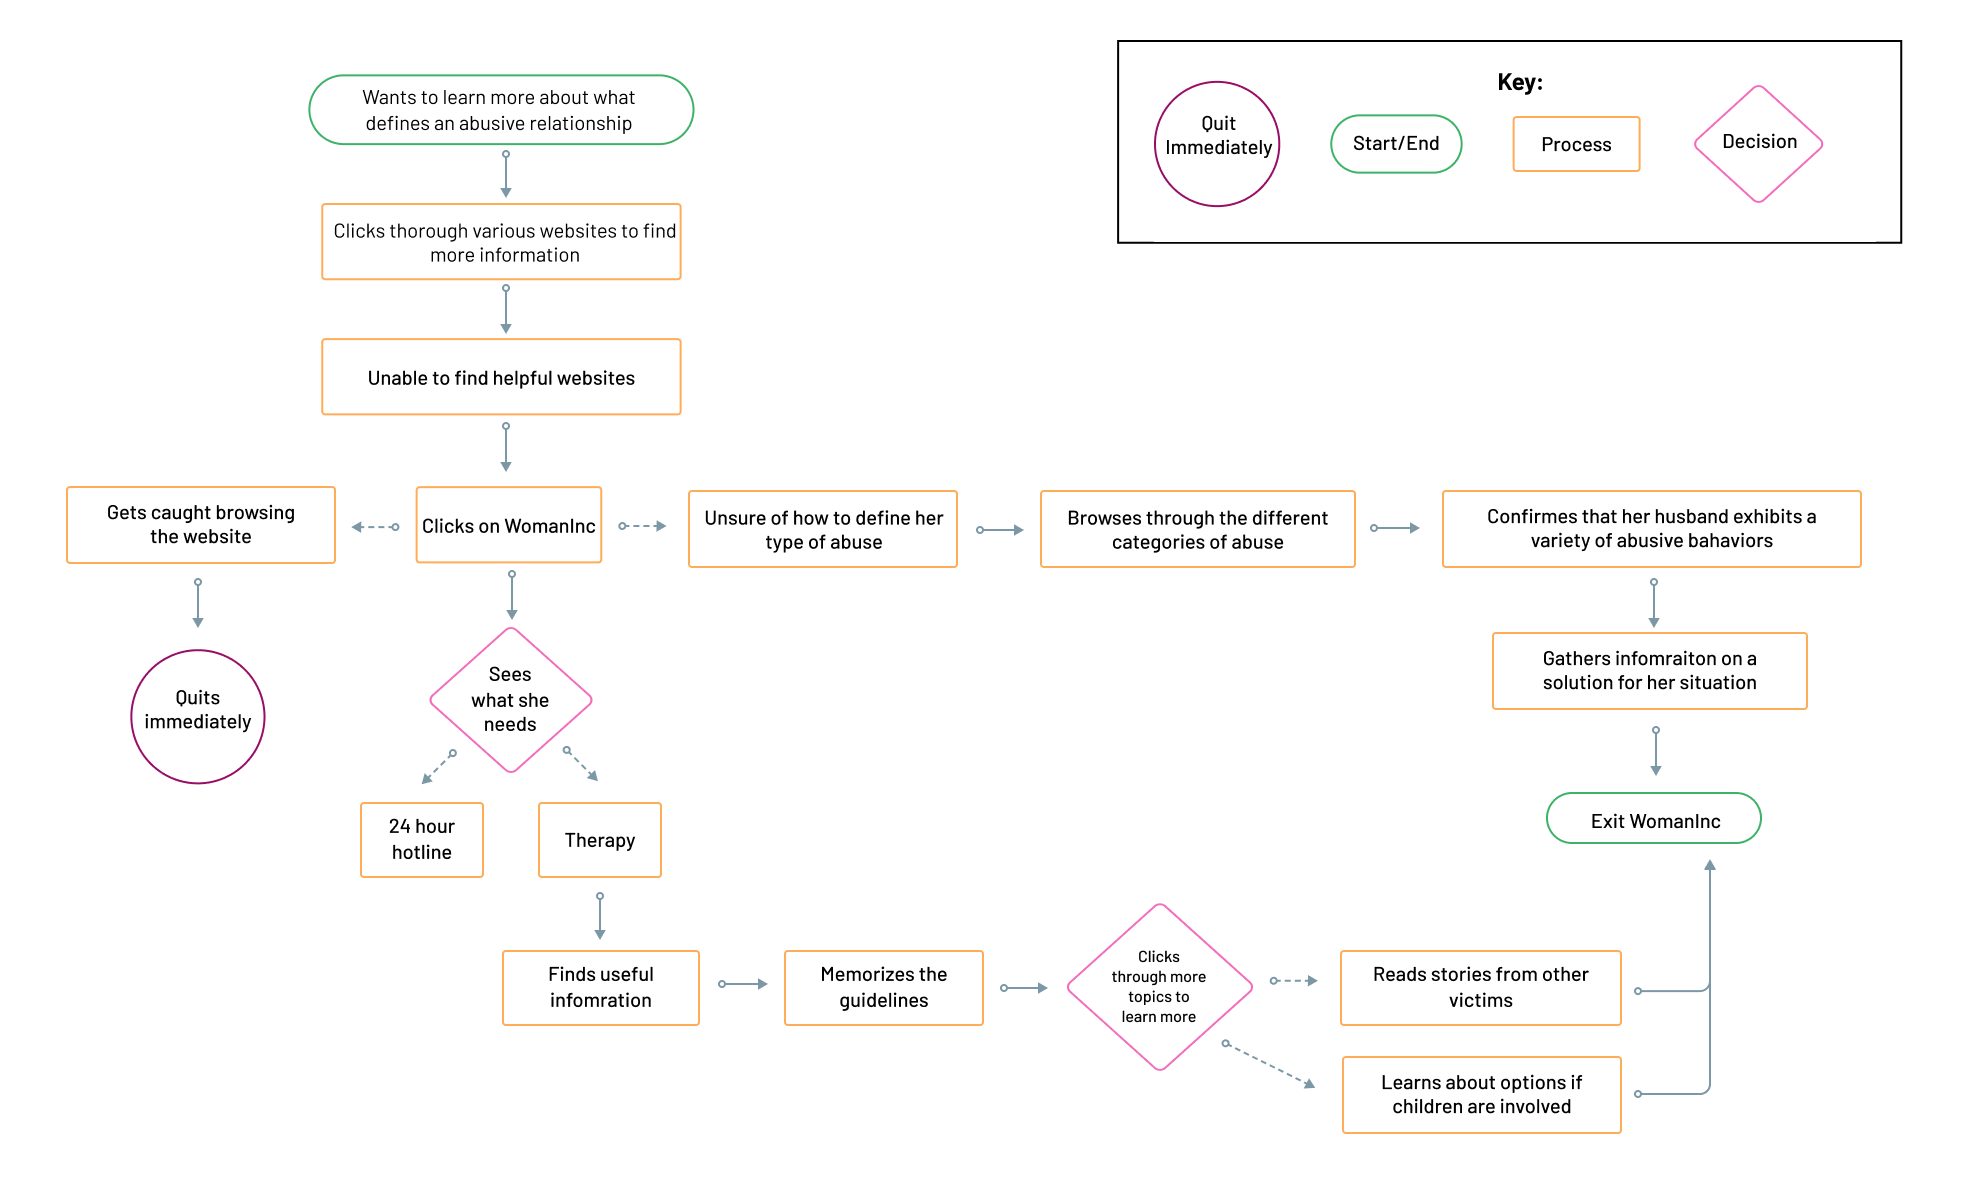 Key:
Quit
Immediately
Start/End
Process
Decision
Wants to learn more about what
defines an abusive relationship
Clicks thorough various websites to find
more information
Unable to find helpful websites
Gets caught browsing
the website
Clicks on WomanInc
Unsure of how to define her
type of abuse
Browses through the different
categories of abuse
Confirmes that her husband exhibits a
variety of abusive bahaviors
Quits
immediately
Sees
what she
needs
Gathers infomraiton on a
solution for her situation
24 hour
hotline
Therapy
Exit WomanInc
Finds useful
infomration
Memorizes the
guidelines
Clicks
through more
topics to
learn more
Reads stories from other
victims
Learns about options if
children are involved